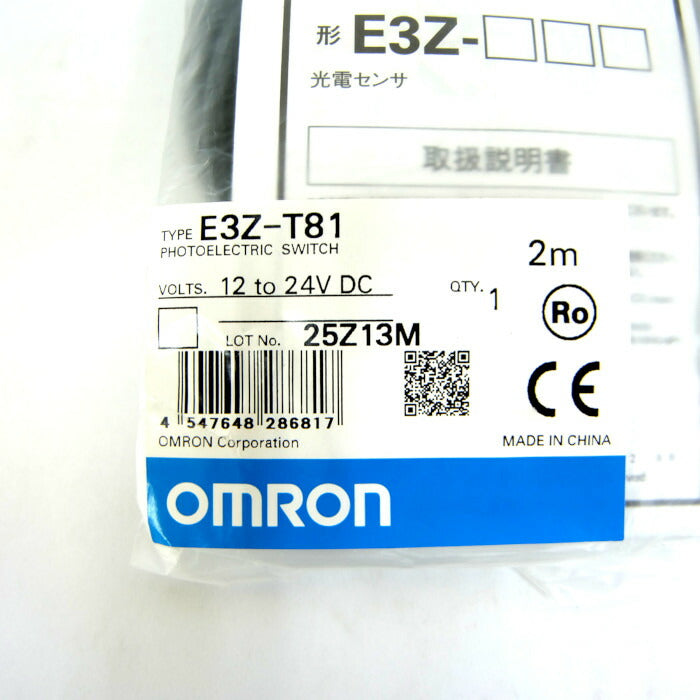 形 E3Z-□□□
光電センサ
取扱説明書
TYPE E3Z-T81
PHOTOELECTRIC SWITCH
2m
VOLTS. 12 to 24V DC
QTY. 1
Ro
LOT No. 25Z13M
CE
4 547648 286817
OMRON Corporation
MADE IN CHINA
OMRON